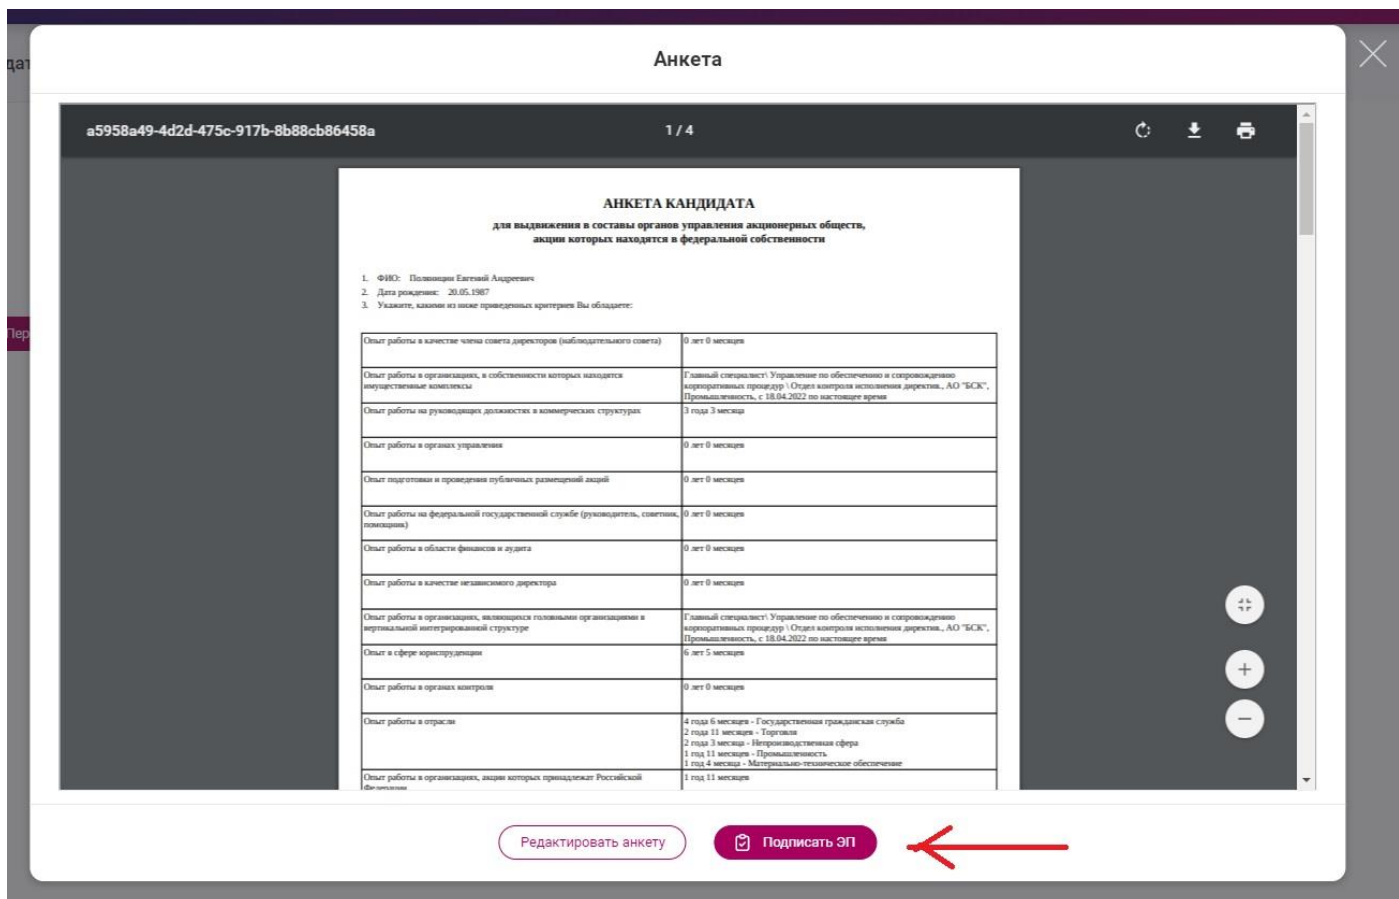 дат
Анкета
a5958a49-4d2d-475c-917b-8b88cb86458a
1 / 4
АНКЕТА КАНДИДАТА
для выдвижения в составы органов управления акционерных обществ,
акции которых находятся в федеральной собственности
1. ФИО: Евгений Андреевич
2. Дата рождения: 20.05.1987
3. Укажите, какими из ниже приведенных критериев Вы обладаете:
Опыт работы в качестве члена совета директоров (наблюдательного совета)
0 лет 0 месяцев
Опыт работы в организациях, в собственности которых находятся
имущественные комплексы
Главный специалист\ Управление по обеспечению и сопровождению
корпоративных процедур \ Отдел контроля исполнения директив., АО "БСК",
Промышленность, с 18.04.2022 по настоящее время
Опыт работы на руководящих должностях в коммерческих структурах
3 года 3 месяца
Опыт работы в органах управления
0 лет 0 месяцев
Опыт подготовки и проведения публичных размещений акций
0 лет 0 месяцев
Опыт работы на федеральной государственной службе (руководитель, советник,
помощник)
0 лет 0 месяцев
Опыт работы в области финансов и аудита
0 лет 0 месяцев
Опыт работы в качестве независимого директора
0 лет 0 месяцев
Опыт работы в организациях, являющихся головными организациями в
вертикальной интегрированной структуре
Главный специалист\ Управление по обеспечению и сопровождению
корпоративных процедур \ Отдел контроля исполнения директив., АО "БСК",
Промышленность, с 18.04.2022 по настоящее время
Опыт в сфере юриспруденции
6 лет 5 месяцев
Опыт работы в органах контроля
0 лет 0 месяцев
Опыт работы в отрасли
4 года 6 месяцев - Государственная гражданская служба
2 года 11 месяцев - Торговля
2 года 3 месяца - Непроизводственная сфера
1 год 11 месяцев - Промышленность
1 год 4 месяца - Материально-техническое обеспечение
Опыт работы в организациях, акции которых принадлежат Российской
Федерации
1 год 11 месяцев
Пер
Редактировать анкету
Подписать ЭП